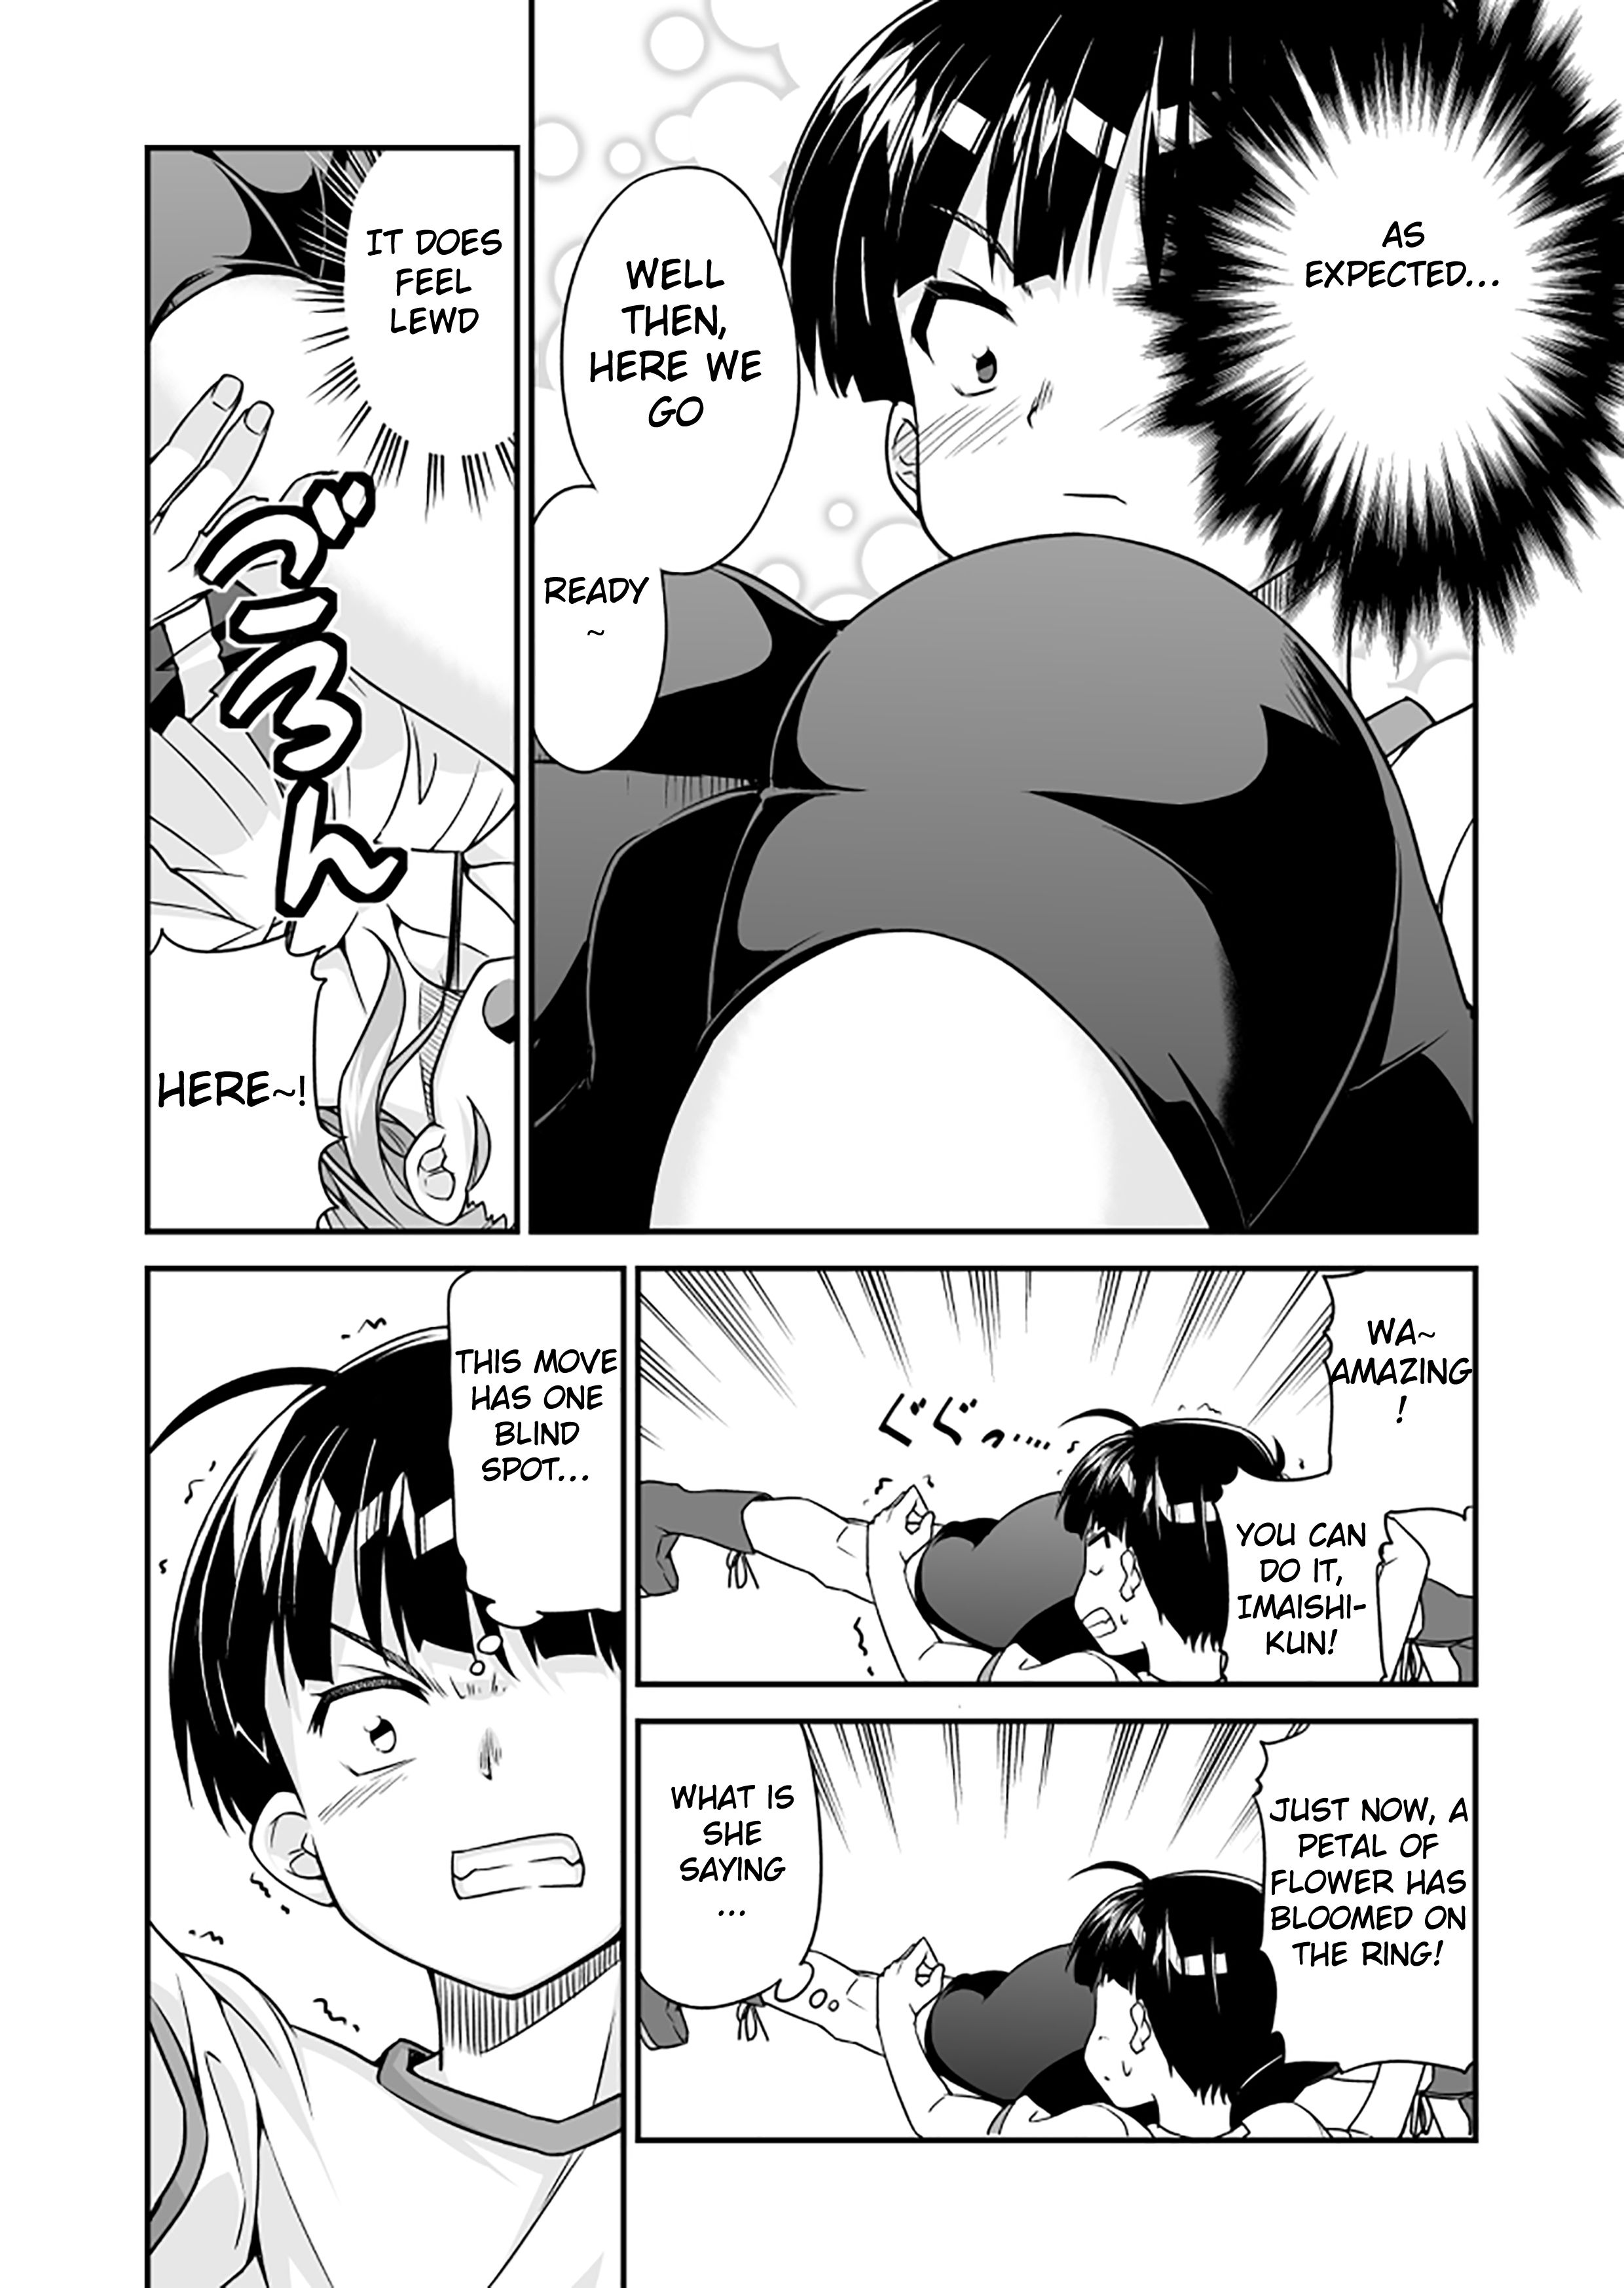 AS
EXPECTED...
WELL
THEN,
HERE WE
GO
READY
~
IT DOES
FEEL
LEWD
ごろん
HERE~!
WA~
AMAZING
!
ぐぐっ……
YOU CAN
DO IT,
IMAISHI-
KUN!
JUST NOW, A
PETAL OF
FLOWER HAS
BLOOMED ON
THE RING!
WHAT IS
SHE
SAYING
...
THIS MOVE
HAS ONE
BLIND
SPOT...